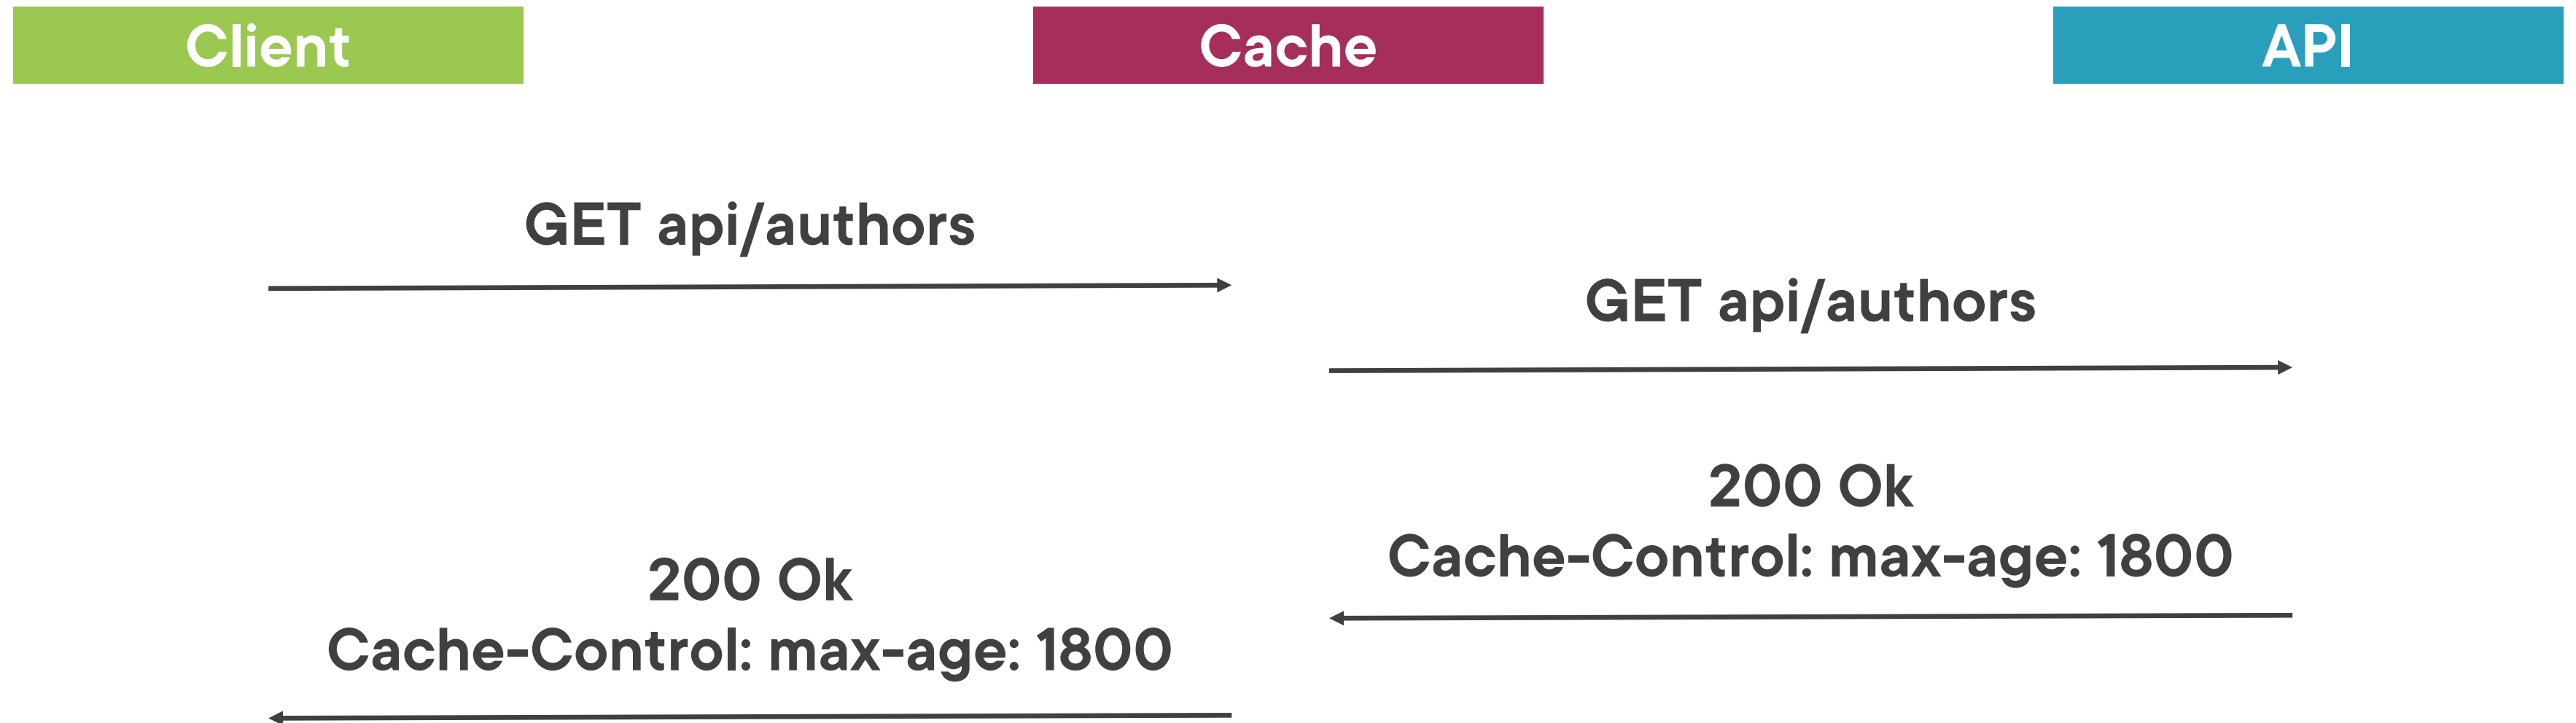 Client
Cache
API
GET api/authors
GET api/authors
200 Ok
Cache-Control: max-age: 1800
200 Ok
Cache-Control: max-age: 1800